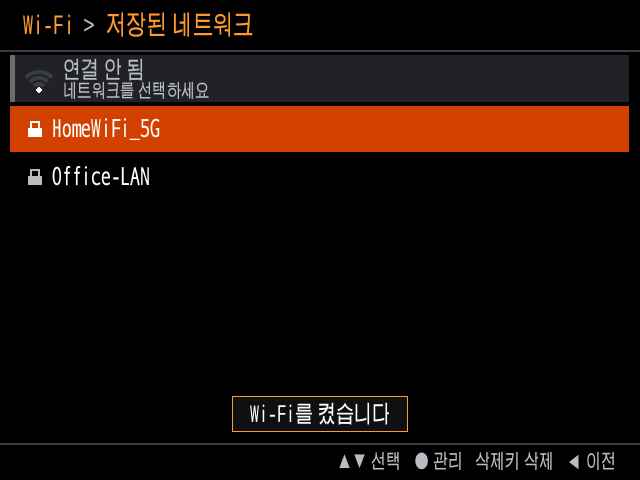 Wi-Fi > 저장된 네트워크
연결 안 됨
네트워크를 선택하세요
HomeWiFi_5G
Office-LAN
Wi-Fi를 켰습니다
▲▼ 선택 ● 관리 삭제키 삭제 ◀ 이전